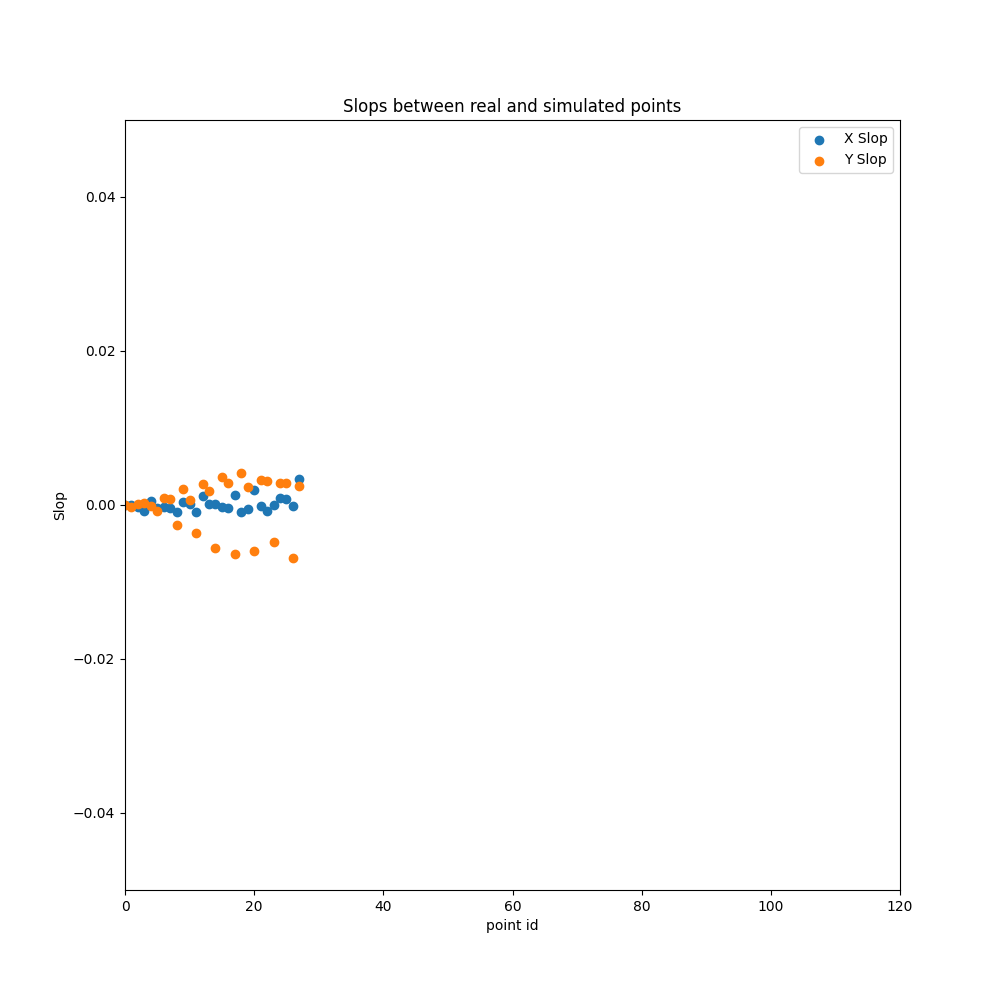 Slops between real and simulated points
X Slop
Y Slop
0.04
0.02
0.00
−0.02
−0.04
Slop
0 20 40 60 80 100 120
point id